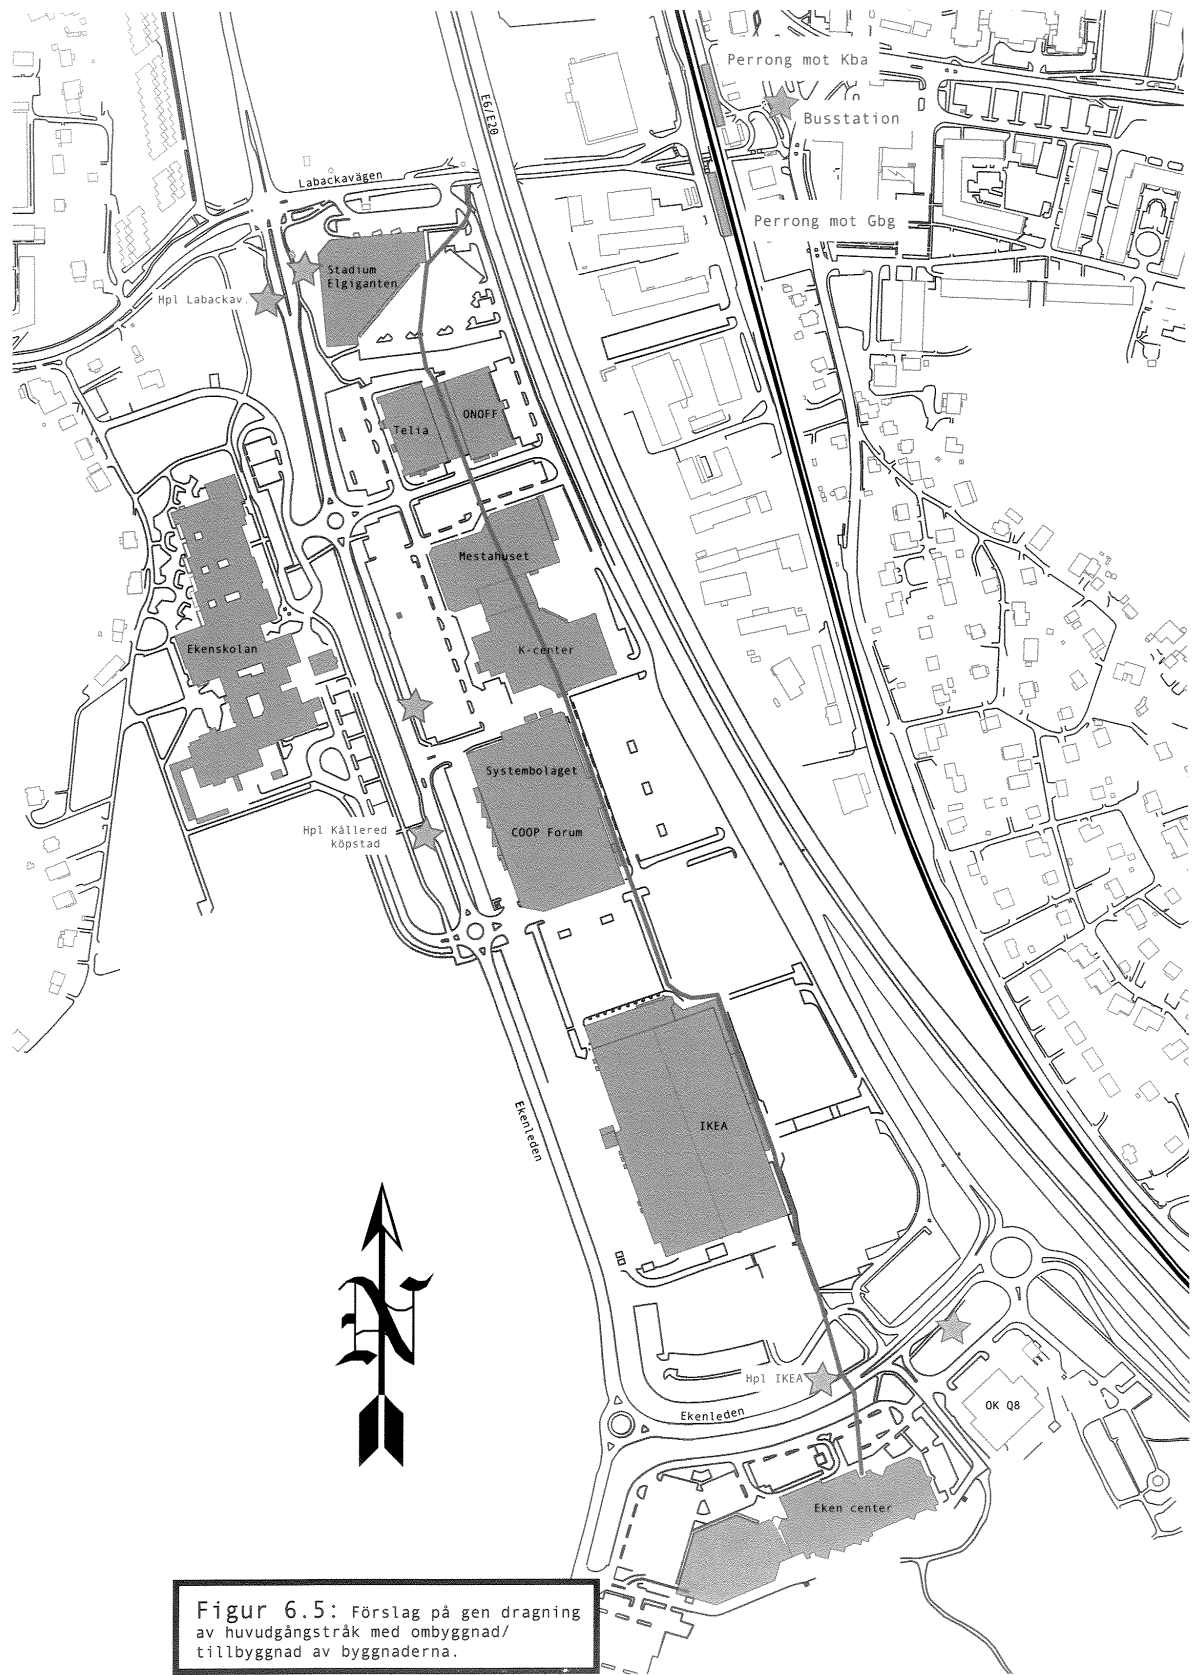 Perrong mot Kba
E6/E20
Busstation
Labackavägen
Perrong mot Gbg
Stadium
Elgiganten
Hpl Labackav.
ONOFF
Telia
Mestahuset
Ekenskolan
K-center
Systembolaget
Hpl Kållered
köpstad
COOP Forum
Ekenleden
IKEA
N
Hpl IKEA
OK Q8
Ekenleden
Eken center
Figur 6.5: Förslag på gen dragning
av huvudgångstråk med ombyggnad/
tillbyggnad av byggnaderna.